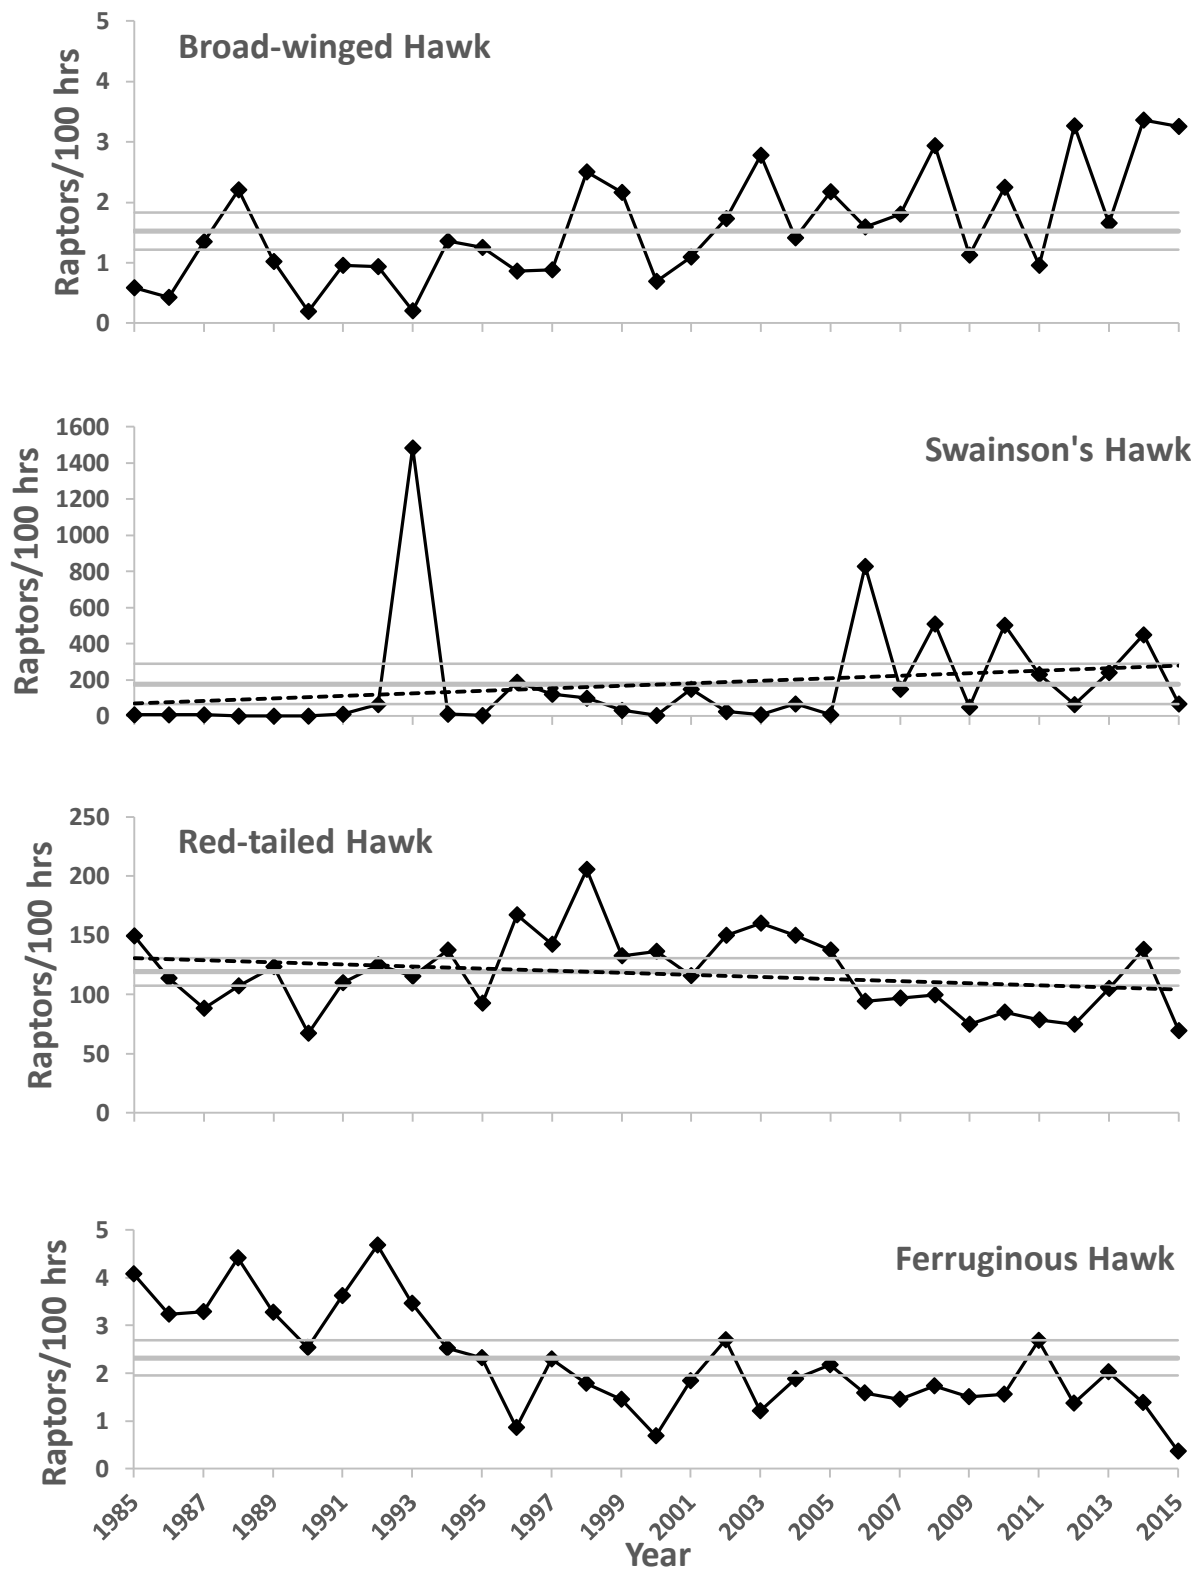 Broad-winged Hawk
Raptors/100 hrs
5
4
3
2
1
0
Swainson's Hawk
Raptors/100 hrs
1600
1400
1200
1000
800
600
400
200
0
Red-tailed Hawk
Raptors/100 hrs
250
200
150
100
50
0
Ferruginous Hawk
Raptors/100 hrs
5
4
3
2
1
0
1985 1987 1989 1991 1993 1995 1997 1999 2001 2003 2005 2007 2009 2011 2013 2015
Year